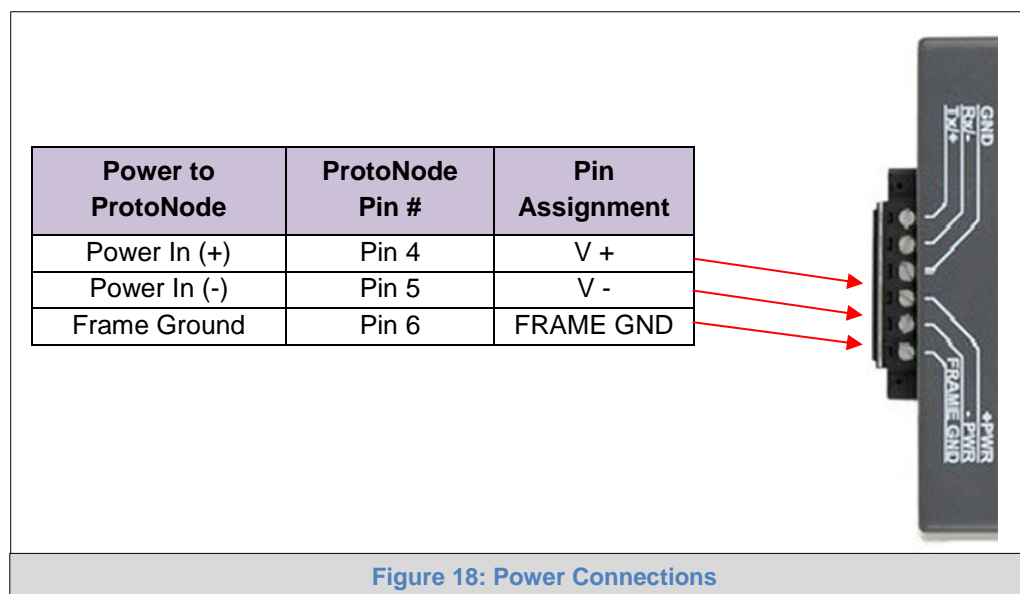 Power to ProtoNode
ProtoNode Pin #
Pin Assignment
Power In (+) Pin 4 V +
Power In (-) Pin 5 V -
Frame Ground Pin 6 FRAME GND
Tx/+
Rx/-
GND
FRAME GND
- PWR
+PWR
Figure 18: Power Connections